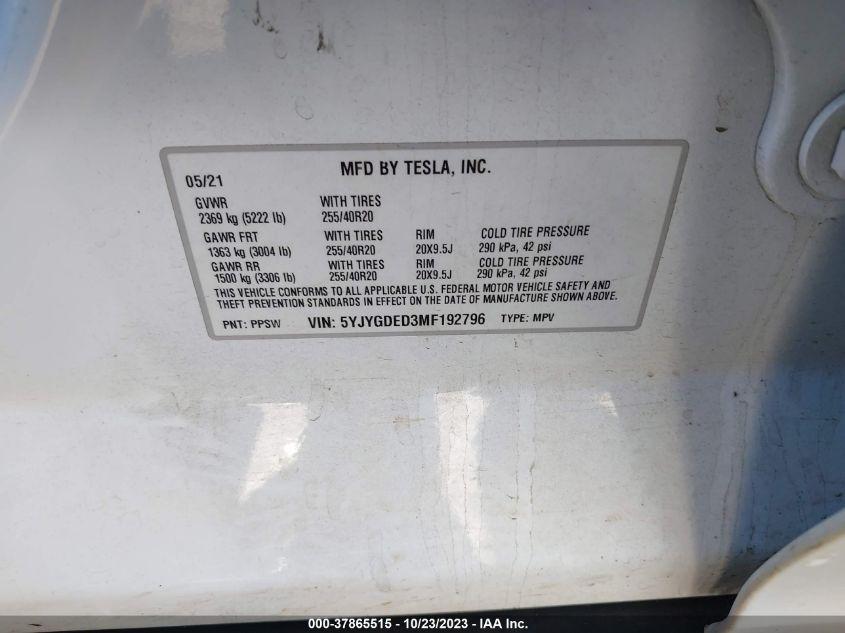 MFD BY TESLA, INC.
05/21
GVWR WITH TIRES
2369 kg (5222 lb) 255/40R20
GAWR FRT WITH TIRES RIM COLD TIRE PRESSURE
1363 kg (3004 lb) 255/40R20 20X9.5J 290 kPa, 42 psi
GAWR RR WITH TIRES RIM COLD TIRE PRESSURE
1500 kg (3306 lb) 255/40R20 20X9.5J 290 kPa, 42 psi
THIS VEHICLE CONFORMS TO ALL APPLICABLE U.S. FEDERAL MOTOR VEHICLE SAFETY AND
THEFT PREVENTION STANDARDS IN EFFECT ON THE DATE OF MANUFACTURE SHOWN ABOVE.
PNT: PPSW VIN: 5YJYGDED3MF192796 TYPE: MPV
000-37865515 - 10/23/2023 - IAA Inc.